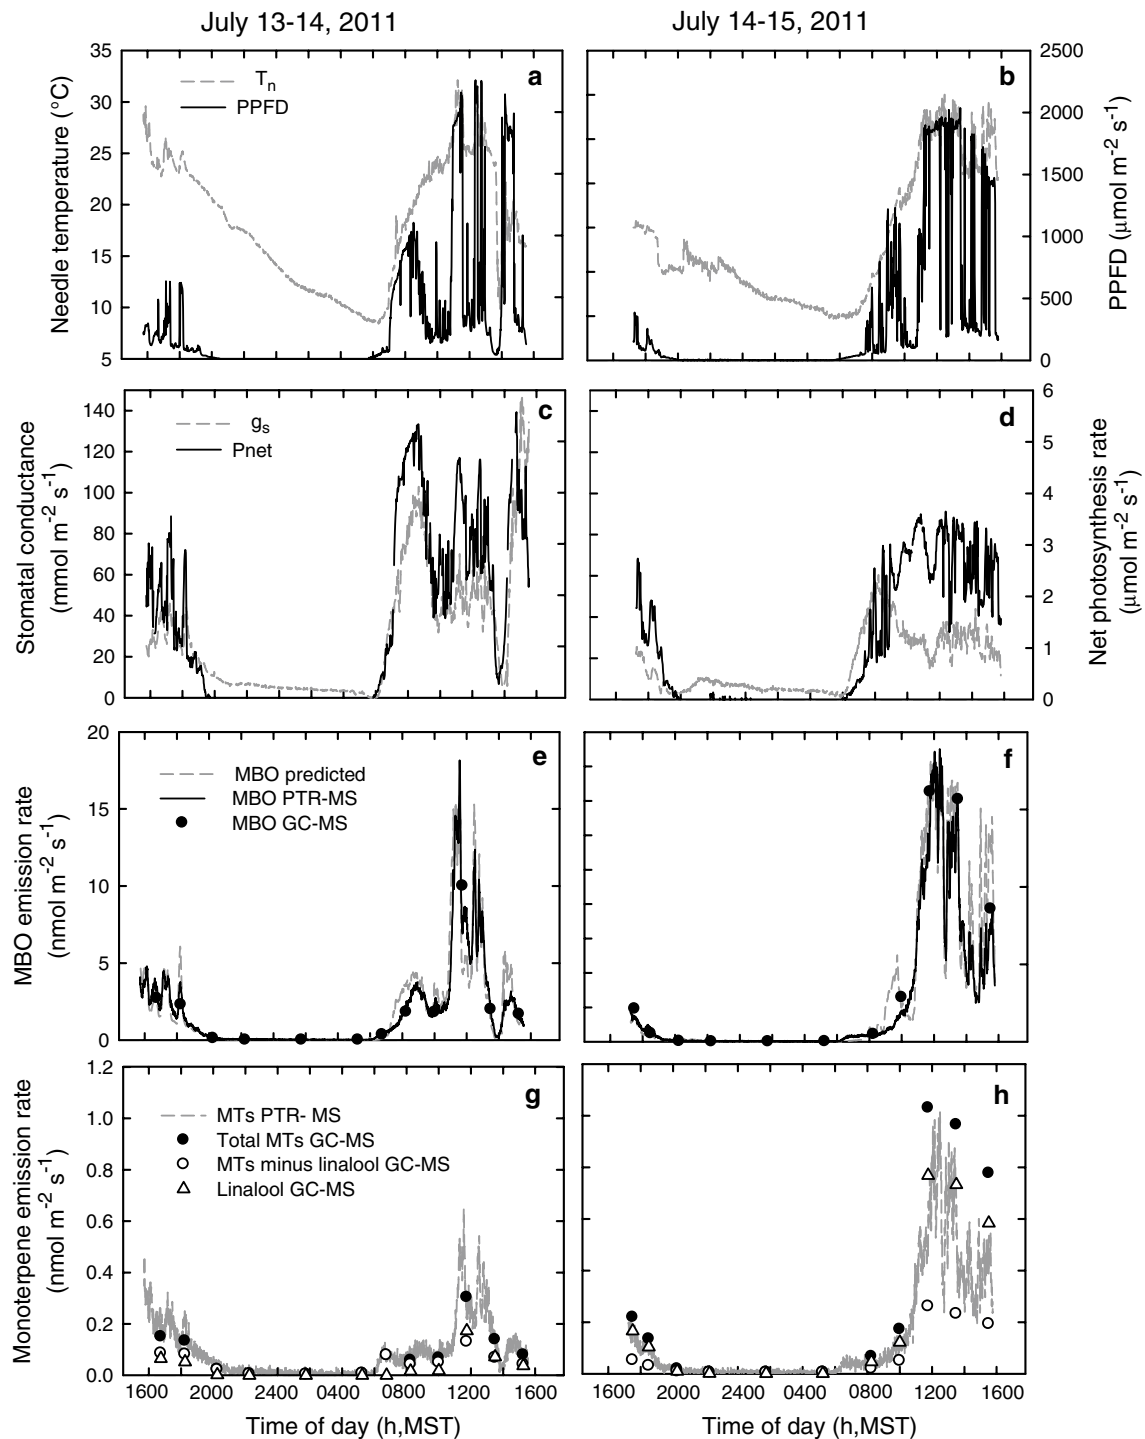 July 13-14, 2011
July 14-15, 2011
35
30
25
20
15
10
5
Needle temperature (°C)
Tn
PPFD
a
b
2500
2000
1500
1000
500
0
PPFD (μmol m-2 s-1)
140
120
100
80
60
40
20
0
Stomatal conductance
(mmol m-2 s-1)
gs
Pnet
c
d
6
5
4
3
2
1
0
Net photosynthesis rate
(μmol m-2 s-1)
20
15
10
5
0
MBO emission rate
(nmol m-2 s-1)
MBO predicted
MBO PTR-MS
MBO GC-MS
e
f
1.2
1.0
0.8
0.6
0.4
0.2
0.0
Monoterpene emission rate
(nmol m-2 s-1)
MTs PTR- MS
Total MTs GC-MS
MTs minus linalool GC-MS
Linalool GC-MS
g
h
1600 2000 2400 0400 0800 1200 1600
1600 2000 2400 0400 0800 1200 1600
Time of day (h,MST)
Time of day (h,MST)